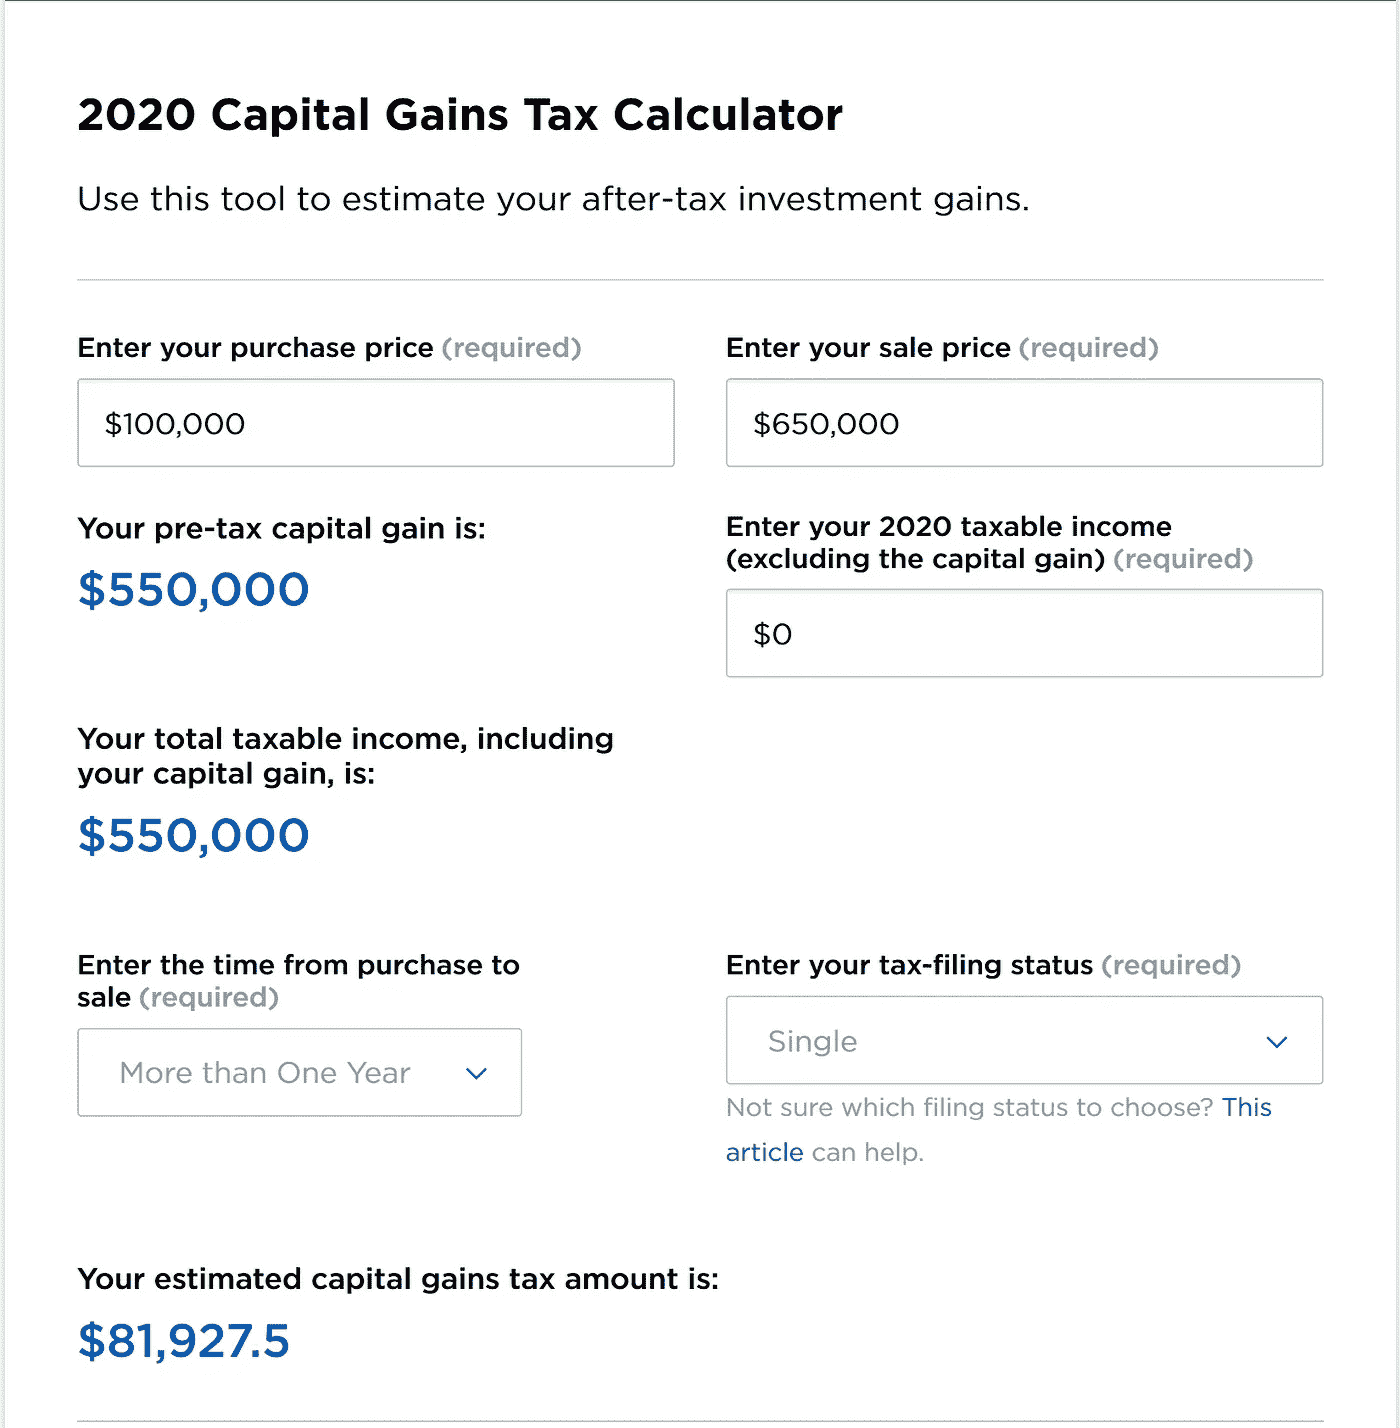 2020 Capital Gains Tax Calculator
Use this tool to estimate your after-tax investment gains.
Enter your purchase price (required)
$100,000
Enter your sale price (required)
$650,000
Your pre-tax capital gain is:
$550,000
Enter your 2020 taxable income
(excluding the capital gain) (required)
$0
Your total taxable income, including
your capital gain, is:
$550,000
Enter the time from purchase to
sale (required)
More than One Year
Enter your tax-filing status (required)
Single
Not sure which filing status to choose? This
article can help.
Your estimated capital gains tax amount is:
$81,927.5